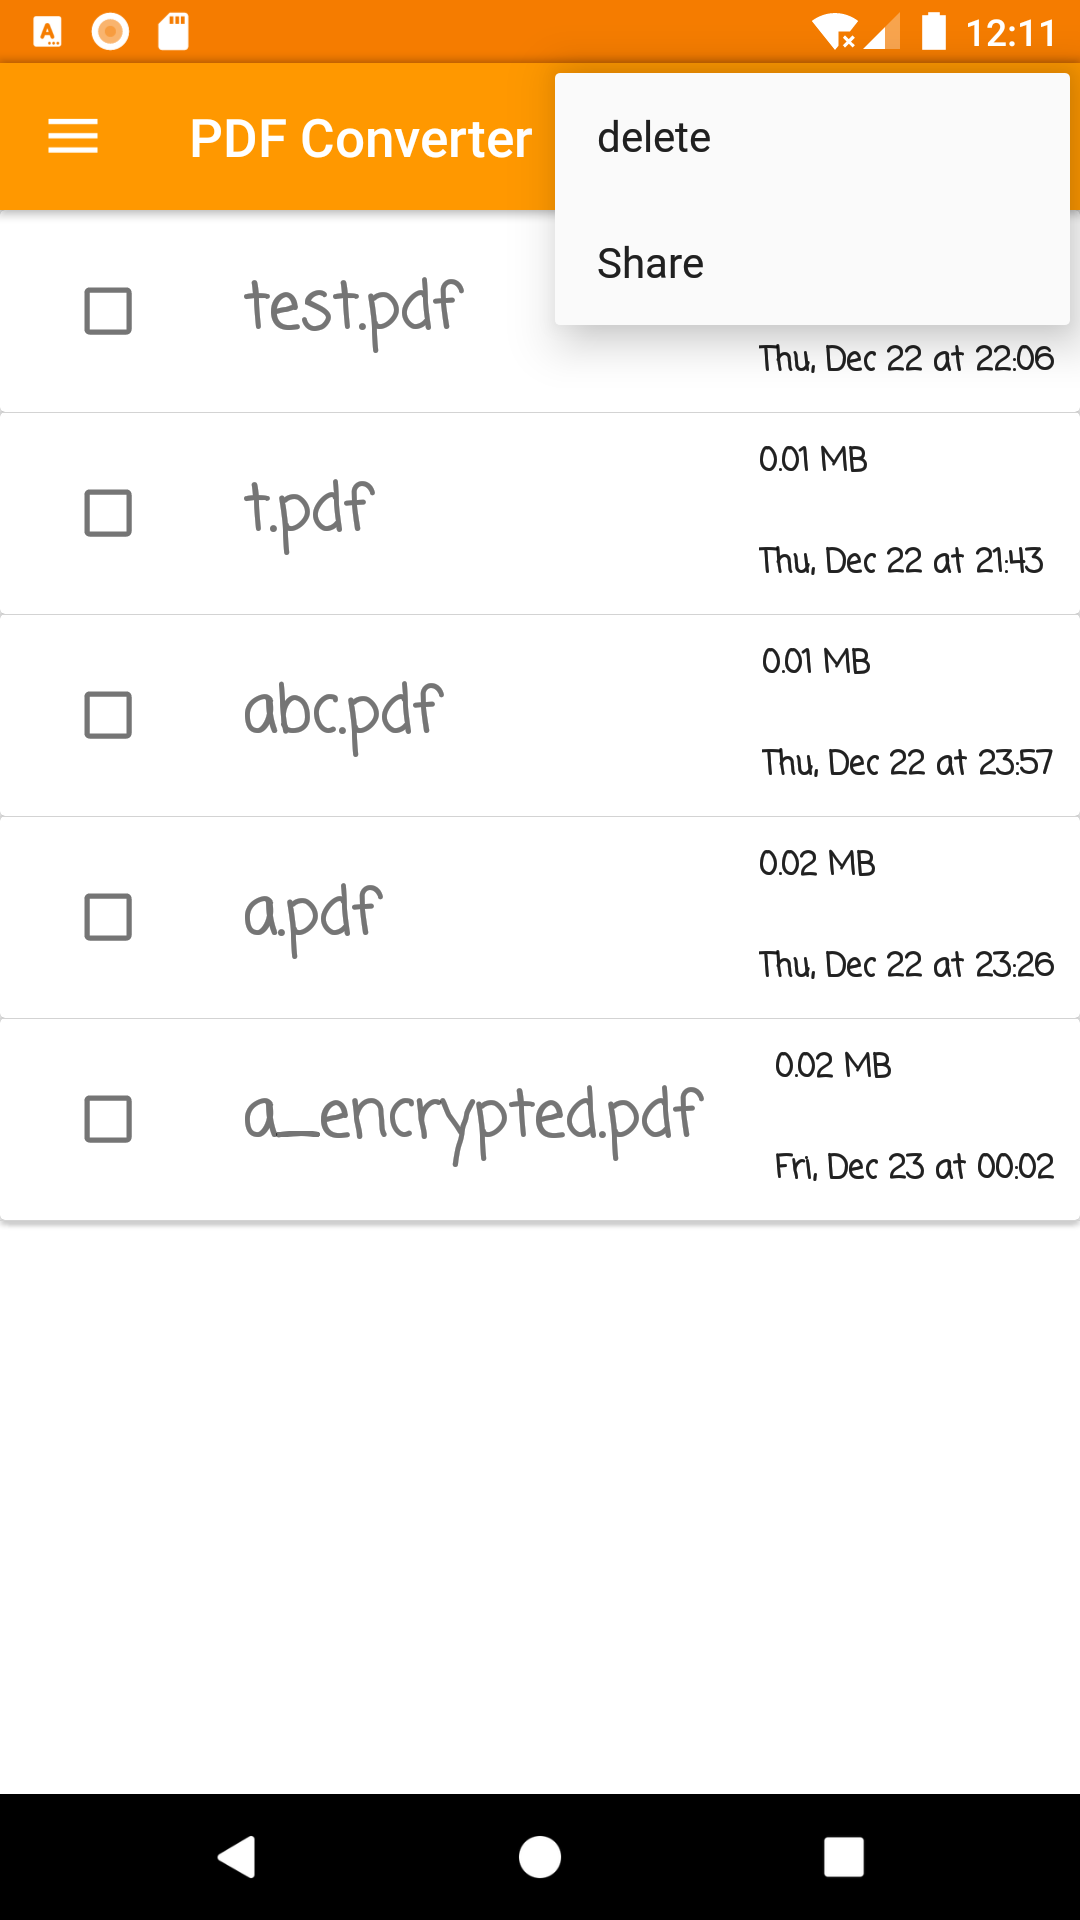 12:11
PDF Converter
delete
Share
test.pdf
Thu, Dec 22 at 22:06
t.pdf
0.01 MB
Thu, Dec 22 at 21:43
abc.pdf
0.01 MB
Thu, Dec 22 at 23:57
a.pdf
0.02 MB
Thu, Dec 22 at 23:26
a_encrypted.pdf
0.02 MB
Fri, Dec 23 at 00:02